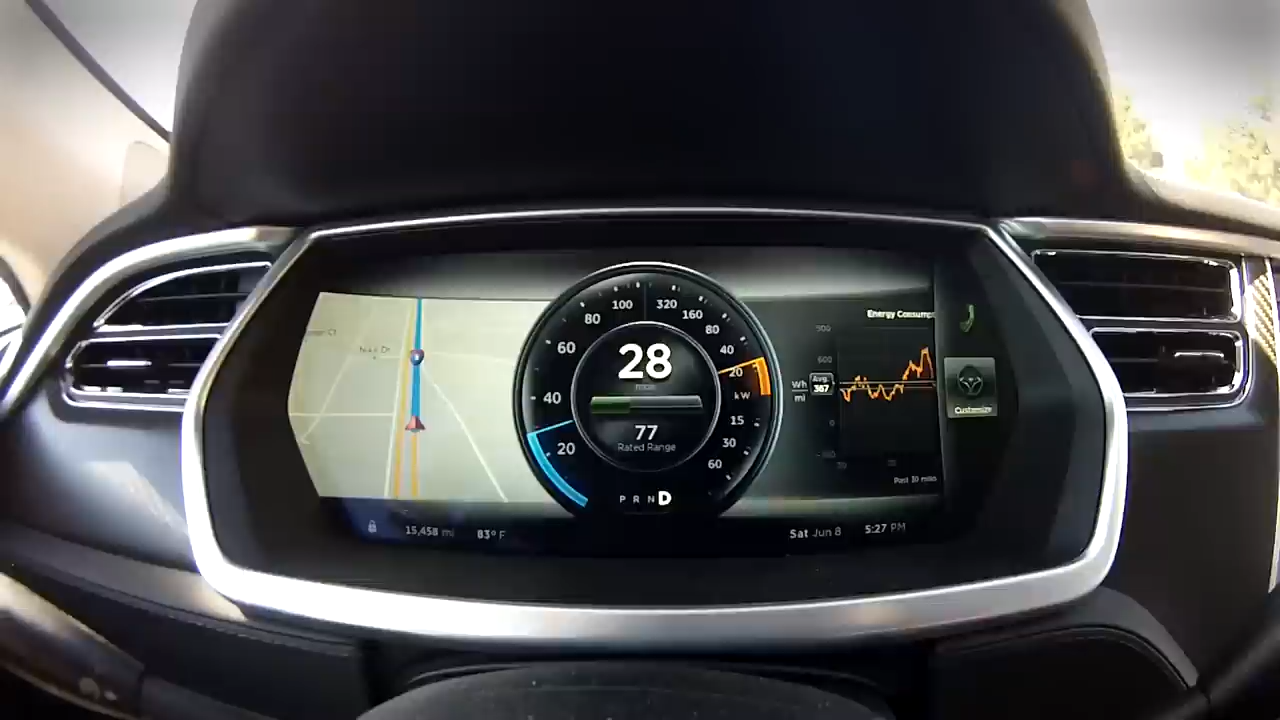 100
320
80
160
60
80
40
40
20
20
kW
15
30
60
28
mph
77
Rated Range
P R N D
15,458 mi
83° F
Sat Jun 8
5:27 PM
Energy Consump
600
0
Wh
mi
Avg.
367
Past 30 miles
Customize